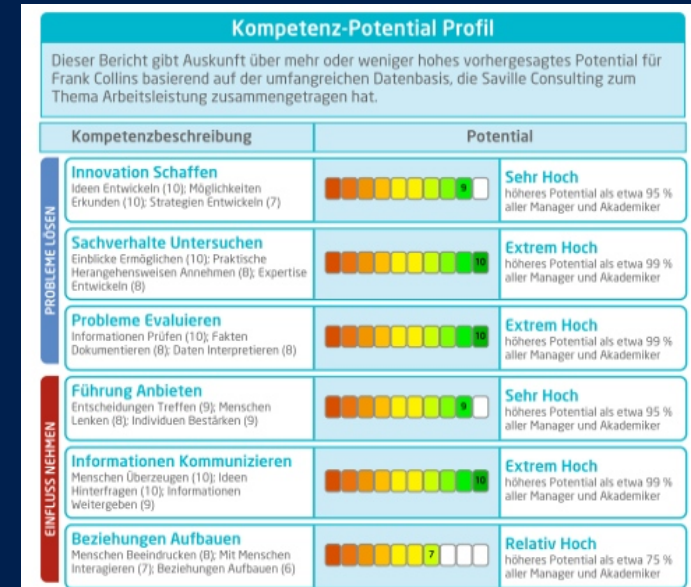 Kompetenz-Potential Profil
Dieser Bericht gibt Auskunft über mehr oder weniger hohes vorhergesagtes Potential für
Frank Collins basierend auf der umfangreichen Datenbasis, die Saville Consulting zum
Thema Arbeitsleistung zusammengetragen hat.
Kompetenzbeschreibung
Potential
PROBLEME LÖSEN
Innovation Schaffen
Ideen Entwickeln (10); Möglichkeiten
Erkunden (10); Strategien Entwickeln (7)
9
Sehr Hoch
höheres Potential als etwa 95 %
aller Manager und Akademiker
Sachverhalte Untersuchen
Einblicke Ermöglichen (10); Praktische
Herangehensweisen Annehmen (8); Expertise
Entwickeln (8)
10
Extrem Hoch
höheres Potential als etwa 99 %
aller Manager und Akademiker
Probleme Evaluieren
Informationen Prüfen (10); Fakten
Dokumentieren (8); Daten Interpretieren (8)
10
Extrem Hoch
höheres Potential als etwa 99 %
aller Manager und Akademiker
EINFLUSS NEHMEN
Führung Anbieten
Entscheidungen Treffen (9); Menschen
Lenken (8); Individuen Bestärken (9)
9
Sehr Hoch
höheres Potential als etwa 95 %
aller Manager und Akademiker
Informationen Kommunizieren
Menschen Überzeugen (10); Ideen
Hinterfragen (10); Informationen
Weitergeben (9)
10
Extrem Hoch
höheres Potential als etwa 99 %
aller Manager und Akademiker
Beziehungen Aufbauen
Menschen Beeindrucken (8); Mit Menschen
Interagieren (7); Beziehungen Aufbauen (6)
7
Relativ Hoch
höheres Potential als etwa 75 %
aller Manager und Akademiker